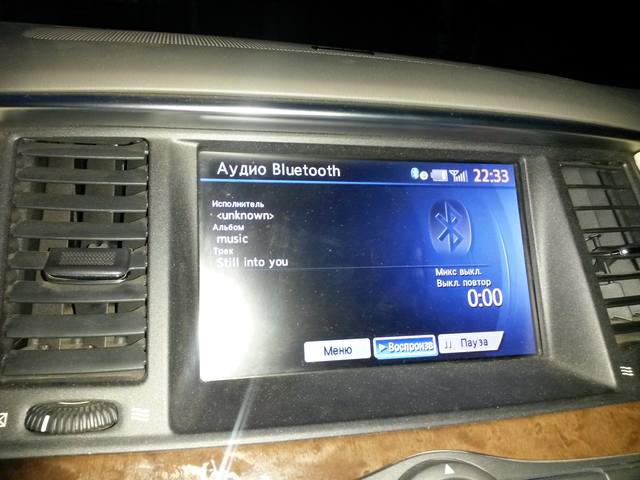 Аудио Bluetooth
22:33
Исполнитель
<unknown>
Альбом
music
Трек
Still into you
Микс выкл.
Выкл. повтор
0:00
Меню
Воспроизв
Пауза